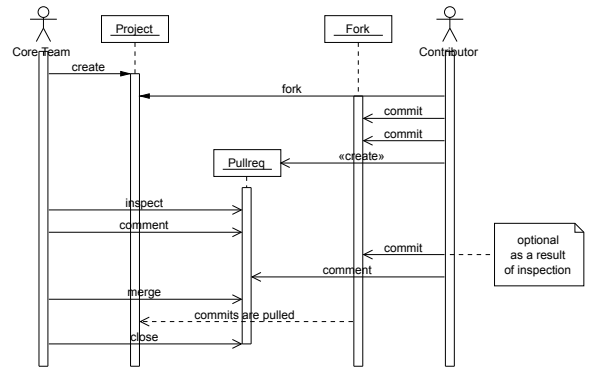 Project
Fork
Core Team
Contributor
create
fork
commit
commit
«create»
Pullreq
inspect
comment
commit
optional
as a result
of inspection
comment
merge
commits are pulled
close